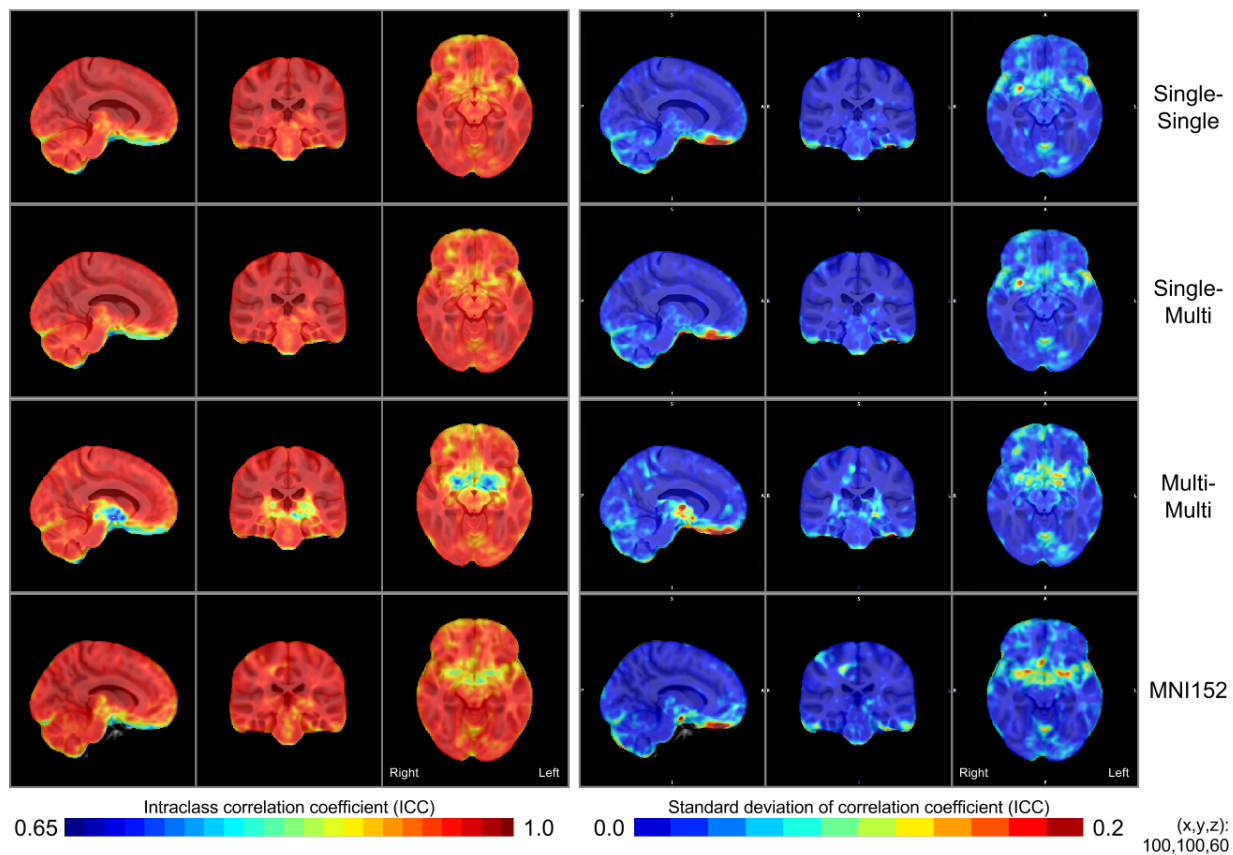 Single-
Single
Single-
Multi
Multi-
Multi
MNI152
Right Left
Right Left
Intraclass correlation coefficient (ICC)
0.65 1.0
Standard deviation of correlation coefficient (ICC)
0.0 0.2
(x,y,z):
100,100,60